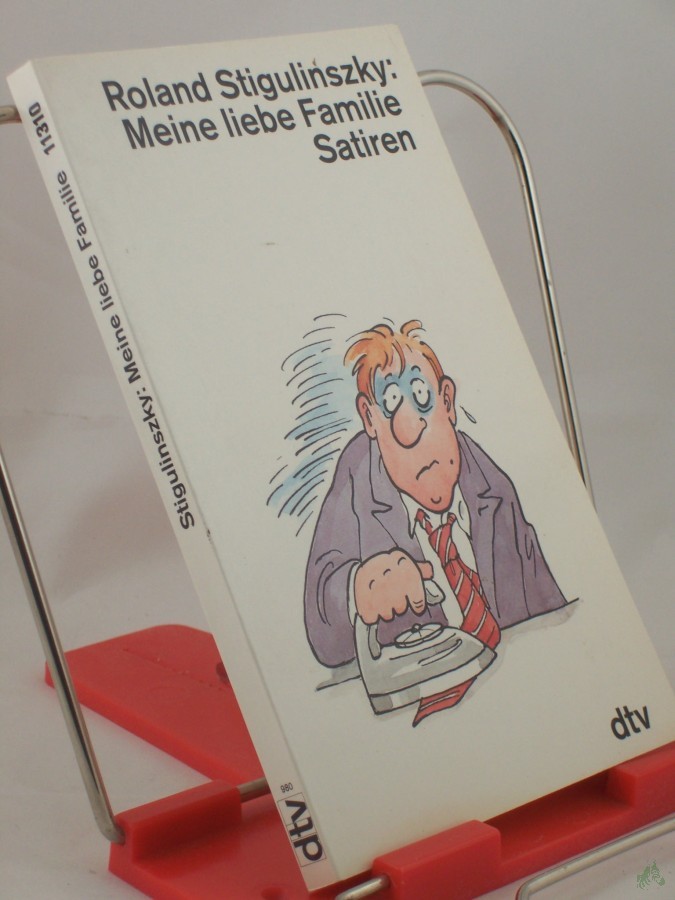 Roland Stigulinszky:
Meine liebe Familie
Satiren
dtv
Stigulinszky: Meine liebe Familie 11310
980
dtv